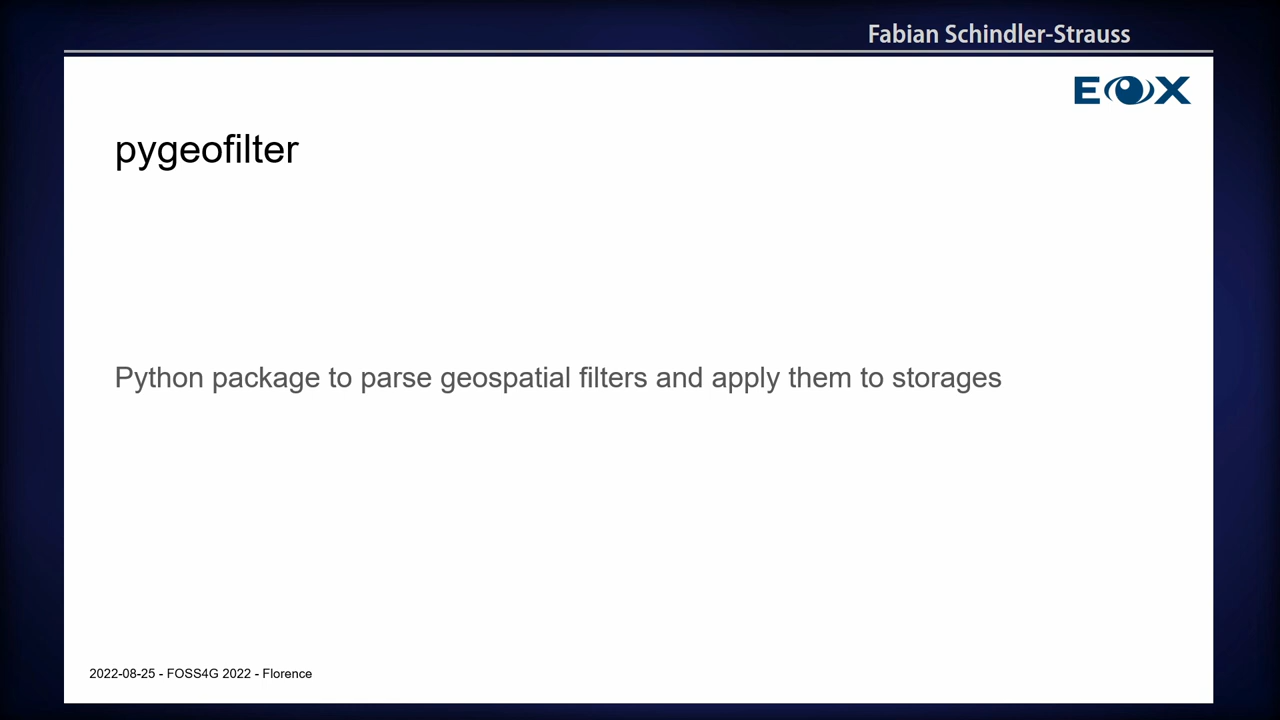 Fabian Schindler-Strauss
EOX
pygeofilter
Python package to parse geospatial filters and apply them to storages
2022-08-25 - FOSS4G 2022 - Florence